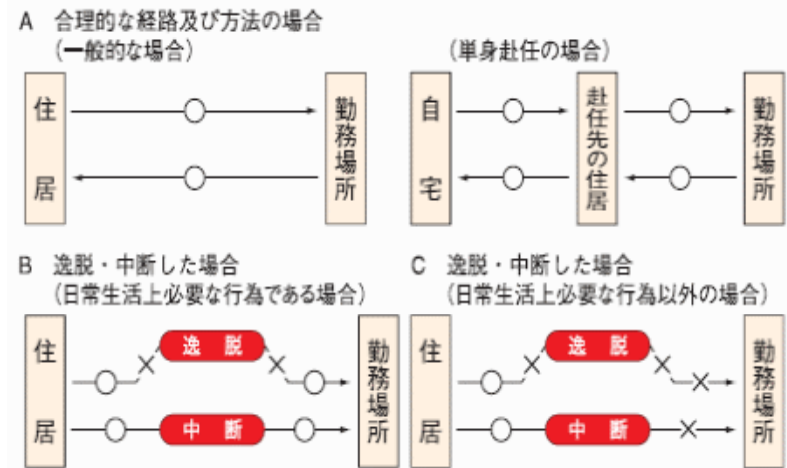 A 合理的な経路及び方法の場合
（一般的な場合）
（単身赴任の場合）
住居
勤務場所
自宅
赴任先の住居
勤務場所
B 逸脱・中断した場合
（日常生活上必要な行為である場合）
C 逸脱・中断した場合
（日常生活上必要な行為以外の場合）
住居
逸脱
中断
勤務場所
住居
逸脱
中断
勤務場所